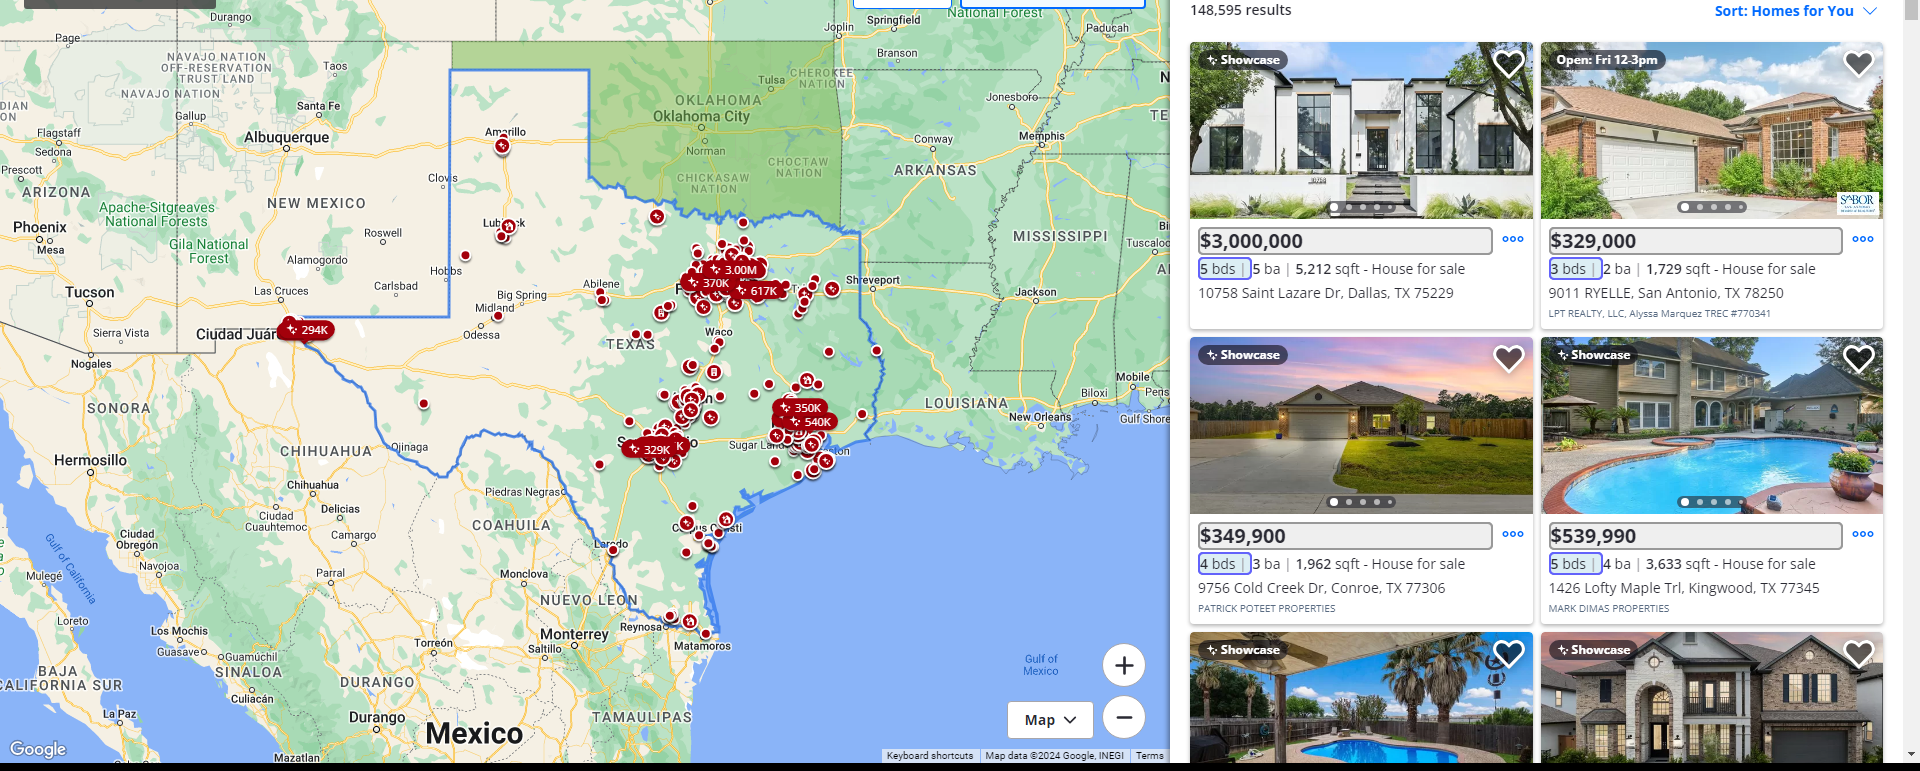 148,595 results
Sort: Homes for You
Showcase
Open: Fri 12-3pm
SABOR
$3,000,000
5 bds | 5 ba | 5,212 sqft - House for sale
10758 Saint Lazare Dr, Dallas, TX 75229
$329,000
3 bds | 2 ba | 1,729 sqft - House for sale
9011 RYELLE, San Antonio, TX 78250
LPT REALTY, LLC, Alyssa Marquez TREC #770341
Showcase
Showcase
$349,900
4 bds | 3 ba | 1,962 sqft - House for sale
9756 Cold Creek Dr, Conroe, TX 77306
PATRICK POTEET PROPERTIES
$539,990
5 bds | 4 ba | 3,633 sqft - House for sale
1426 Lofty Maple Trl, Kingwood, TX 77345
MARK DIMAS PROPERTIES
Showcase
Showcase
Durango
Page
NAVAJO NATION
OFF-RESERVATION
TRUST LAND
NAVAJO NATION
Taos
Santa Fe
Gallup
Flagstaff
Sedona
Prescott
ARIZONA
Albuquerque
Clovis
Amarillo
Apache-Sitgreaves
National Forests
NEW MEXICO
Phoenix
Mesa
Gila National
Forest
Roswell
Alamogordo
Hobbs
Carlsbad
Tucson
Las Cruces
Sierra Vista
Ciudad Juár
294K
Nogales
Big Spring
Midland
Odessa
Abilene
TEXAS
Waco
Joplin
Springfield
National Forest
Paducah
Branson
Tulsa
CHEROKEE
NATION
OKLAHOMA
Oklahoma City
Norman
CHICKASAW
NATION
CHOCTAW
NATION
Jonesboro
Conway
Memphis
ARKANSAS
MISSISSIPPI
Tuscaloo
Shreveport
Jackson
3.00M
370K
617K
350K
540K
329K
K
Sugar Lan
LOUISIANA
New Orleans
Biloxi
Mobile
Pens
Gulf Shore
SONORA
Hermosillo
CHIHUAHUA
Ojinaga
Chihuahua
Ciudad
Cuauhtemoc
Delicias
Camargo
Piedras Negras
COAHUILA
Ciudad
Obregón
Navojoa
Gulf of California
Mulegé
Loreto
Parral
Monclova
Laredo
NUEVO LEON
Reynosa
Matamoros
Monterrey
Saltillo
Torreón
Los Mochis
Guasave
Guamúchil
SINALOA
Culiacán
DURANGO
Durango
BAJA
CALIFORNIA SUR
La Paz
Mexico
Mazatlan
TAMAULIPAS
Gulf of
Mexico
Map
Google
Keyboard shortcuts
Map data ©2024 Google, INEGI
Terms